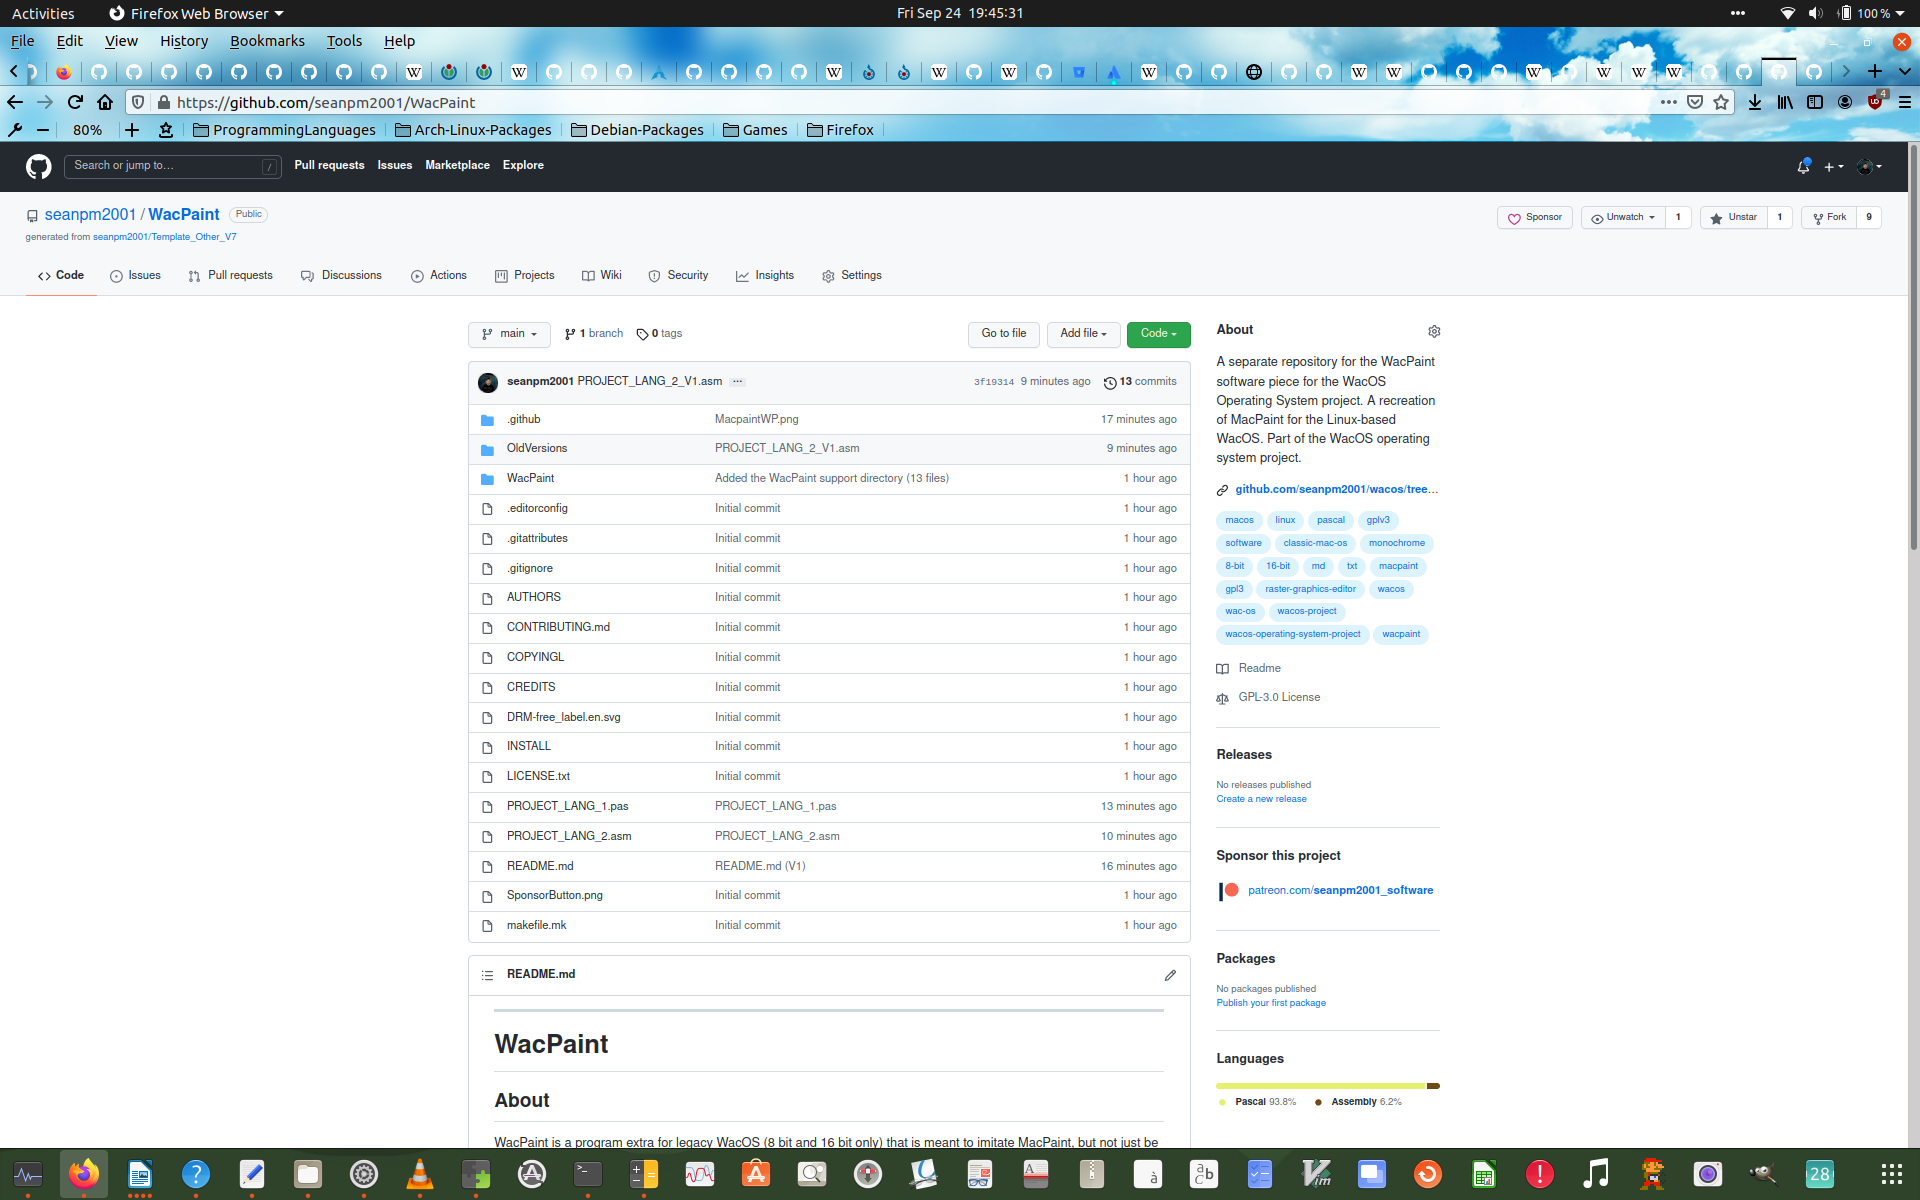 Activities
Firefox Web Browser
Fri Sep 24 19:45:31
100 %
File Edit View History Bookmarks Tools Help
https://github.com/seanpm2001/WacPaint
4
80%
ProgrammingLanguages
Arch-Linux-Packages
Debian-Packages
Games
Firefox
Search or jump to…
/
Pull requests
Issues
Marketplace
Explore
seanpm2001 / WacPaint
Public
generated from seanpm2001/Template_Other_V7
Sponsor
Unwatch 1
Unstar 1
Fork 9
Code
Issues
Pull requests
Discussions
Actions
Projects
Wiki
Security
Insights
Settings
main
1 branch
0 tags
Go to file
Add file
Code
seanpm2001 PROJECT_LANG_2_V1.asm ...
3f19314 9 minutes ago
13 commits
.github MacpaintWP.png 17 minutes ago
OldVersions PROJECT_LANG_2_V1.asm 9 minutes ago
WacPaint Added the WacPaint support directory (13 files) 1 hour ago
.editorconfig Initial commit 1 hour ago
.gitattributes Initial commit 1 hour ago
.gitignore Initial commit 1 hour ago
AUTHORS Initial commit 1 hour ago
CONTRIBUTING.md Initial commit 1 hour ago
COPYINGL Initial commit 1 hour ago
CREDITS Initial commit 1 hour ago
DRM-free_label.en.svg Initial commit 1 hour ago
INSTALL Initial commit 1 hour ago
LICENSE.txt Initial commit 1 hour ago
PROJECT_LANG_1.pas PROJECT_LANG_1.pas 13 minutes ago
PROJECT_LANG_2.asm PROJECT_LANG_2.asm 10 minutes ago
README.md README.md (V1) 16 minutes ago
SponsorButton.png Initial commit 1 hour ago
makefile.mk Initial commit 1 hour ago
README.md
WacPaint
About
WacPaint is a program extra for legacy WacOS (8 bit and 16 bit only) that is meant to imitate MacPaint, but not just be
About
A separate repository for the WacPaint
software piece for the WacOS
Operating System project. A recreation
of MacPaint for the Linux-based
WacOS. Part of the WacOS operating
system project.
github.com/seanpm2001/wacos/tree…
macos linux pascal gplv3
software classic-mac-os monochrome
8-bit 16-bit md txt macpaint
gpl3 raster-graphics-editor wacos
wac-os wacos-project
wacos-operating-system-project wacpaint
Readme
GPL-3.0 License
Releases
No releases published
Create a new release
Sponsor this project
patreon.com/seanpm2001_software
Packages
No packages published
Publish your first package
Languages
Pascal 93.8%
Assembly 6.2%
28